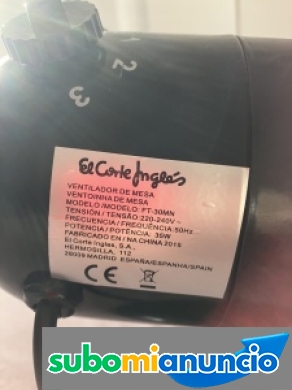 1
2
3
El Corte Inglés
VENTILADOR DE MESA
VENTOINHA DE MESA
MODELO /MODELO: FT-30MN
TENSIÓN / TENSÃO 220-240V ~
FRECUENCIA / FREQUÊNCIA:50Hz
POTENCIA / POTÊNCIA: 35W
FABRICADO EN / NA CHINA 2015
El Corte Inglés, S.A.,
HERMOSILLA, 112
28009 MADRID ESPAÑA/ESPANHA/SPAIN
CE
subomianuncio